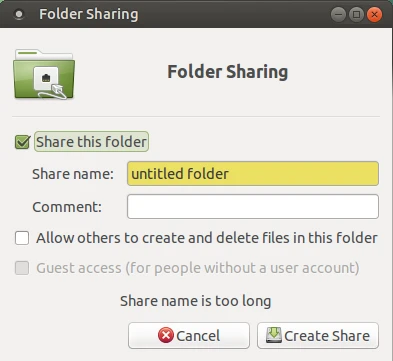 Folder Sharing
Folder Sharing
Share this folder
Share name: untitled folder
Comment:
Allow others to create and delete files in this folder
Guest access (for people without a user account)
Share name is too long
Cancel Create Share